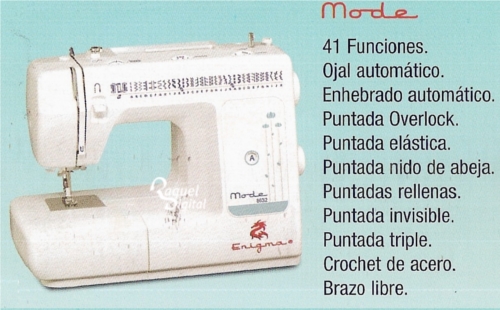 Mode
41 Funciones.
Ojal automático.
Enhebrado automático.
Puntada Overlock.
Puntada elástica.
Puntada nido de abeja.
Puntadas rellenas.
Puntada invisible.
Puntada triple.
Crochet de acero.
Brazo libre.
A
Mode
Raquel
Digital
Enigma